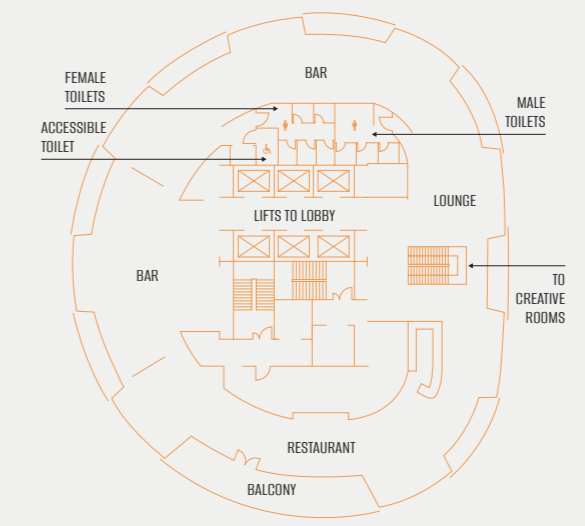 BAR
FEMALE
TOILETS
MALE
TOILETS
ACCESSIBLE
TOILET
LOUNGE
LIFTS TO LOBBY
BAR
TO
CREATIVE
ROOMS
RESTAURANT
BALCONY